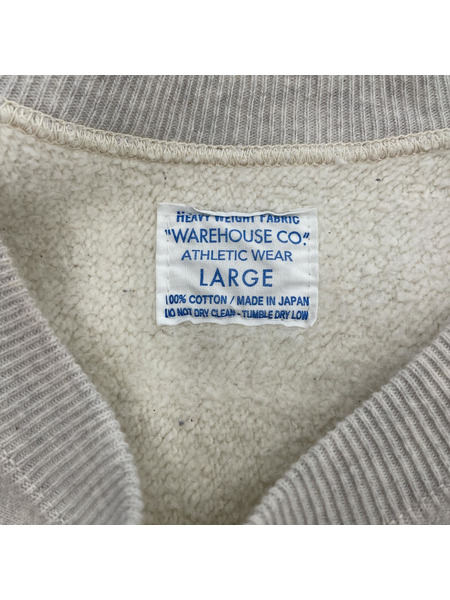 HEAVY WEIGHT FABRIC
"WAREHOUSE CO."
ATHLETIC WEAR
LARGE
100% COTTON / MADE IN JAPAN
DO NOT DRY CLEAN - TUMBLE DRY LOW